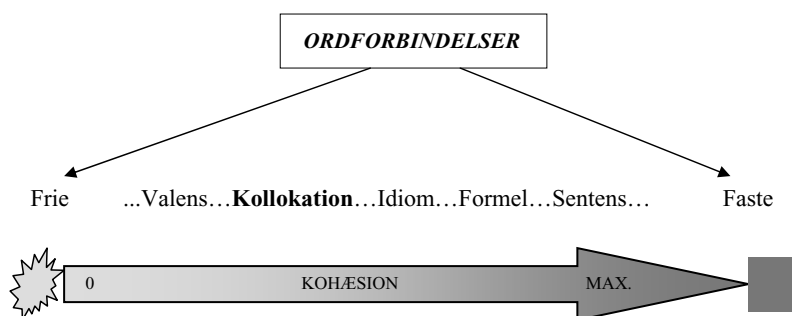 ORDFORBINDELSER
Frie ...Valens…Kollokation…Idiom…Formel…Sentens… Faste
0 KOHÆSION MAX.